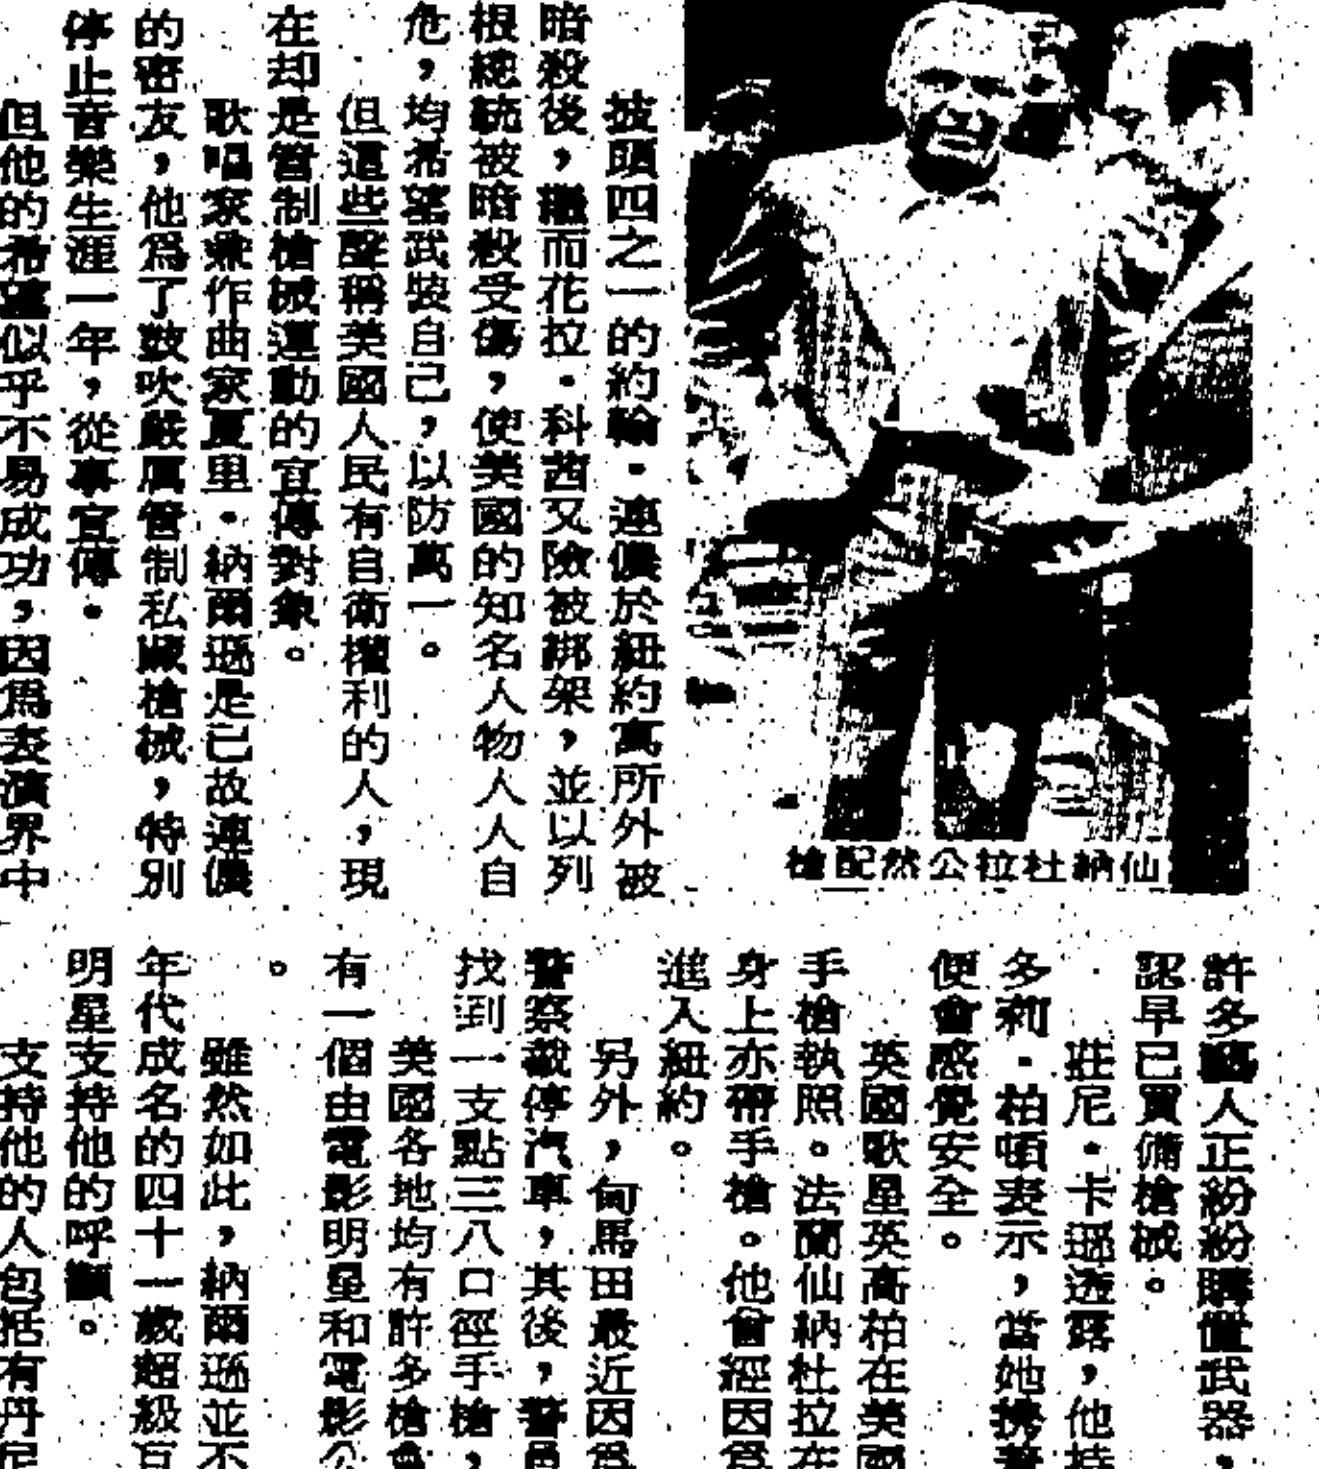 披頭四之一的約翰·連儂於紐約寓所外被
暗殺後，繼而花拉·科茜又險被綁架，並以列
根總統被暗殺受傷，使美國的知名人物人人自
危，均希望武裝自己，以防萬一。
但這些聲稱美國人民有自衛權利的人，現
在却是管制槍械運動的宣傳對象。
歌唱家兼作曲家夏里·納爾遜是已故連儂
的密友，他爲了鼓吹嚴厲管制私藏槍械，特別
停止音樂生涯一年，從事宣傳。
但他的希望似乎不易成功，因爲表演界中
仙納杜拉公然配槍
許多藝人正紛紛購置武器，
認早已買備槍械。
莊尼·卡遜透露，他持
多莉·柏頓表示，當她携著
便會感覺安全。
英國歌星英高柏在美國
手槍執照。法蘭仙納杜拉在
身上亦帶手槍。他曾經因爲
進入紐約。
另外，甸馬田最近因爲
警察截停汽車，其後，警員
找到一支點三八口徑手槍，
美國各地均有許多槍會
有一個由電影明星和電影公
。
雖然如此，納爾遜並不
年代成名的四十一歲超級百
明星支持他的呼籲。
支持他的人包括有丹尼